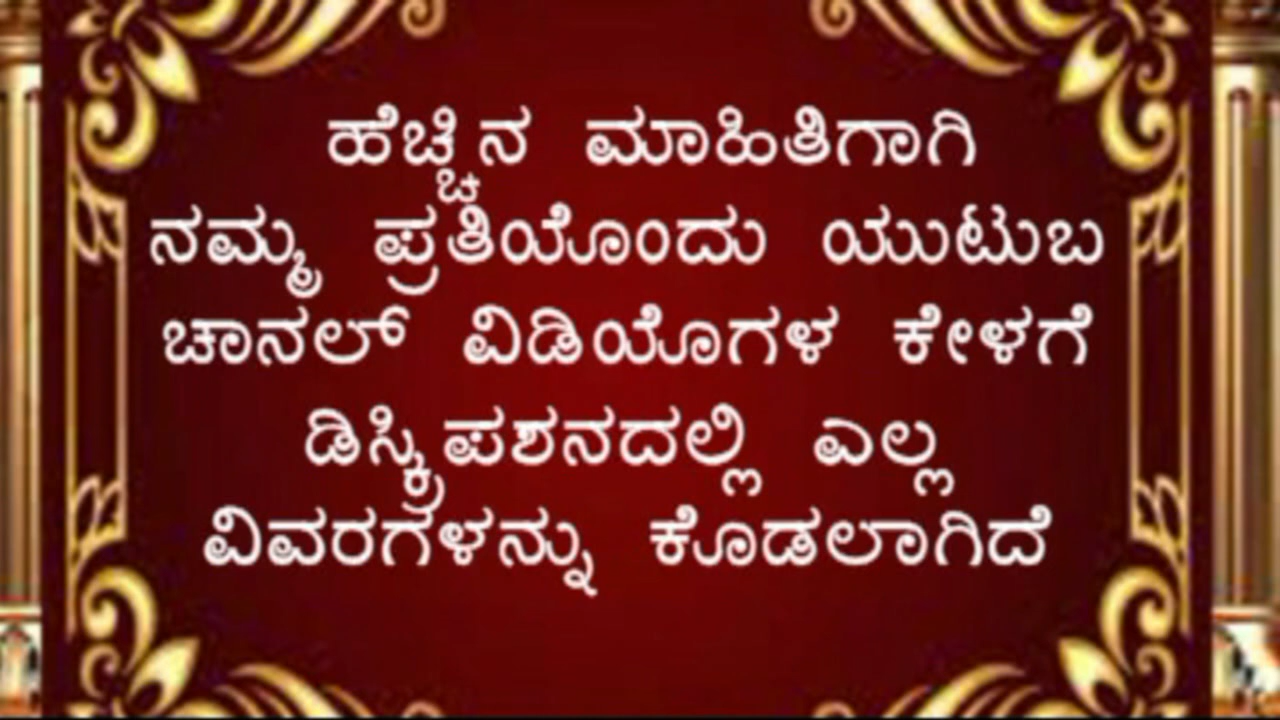 ಹೆಚ್ಚಿನ ಮಾಹಿತಿಗಾಗಿ
ನಮ್ಮ ಪ್ರತಿಯೊಂದು ಯುಟುಬ
ಚಾನಲ್ ವಿಡಿಯೊಗಳ ಕೇಳಗೆ
ಡಿಸ್ಕ್ರಿಪಶನದಲ್ಲಿ ಎಲ್ಲ
ವಿವರಗಳನ್ನು ಕೊಡಲಾಗಿದೆ